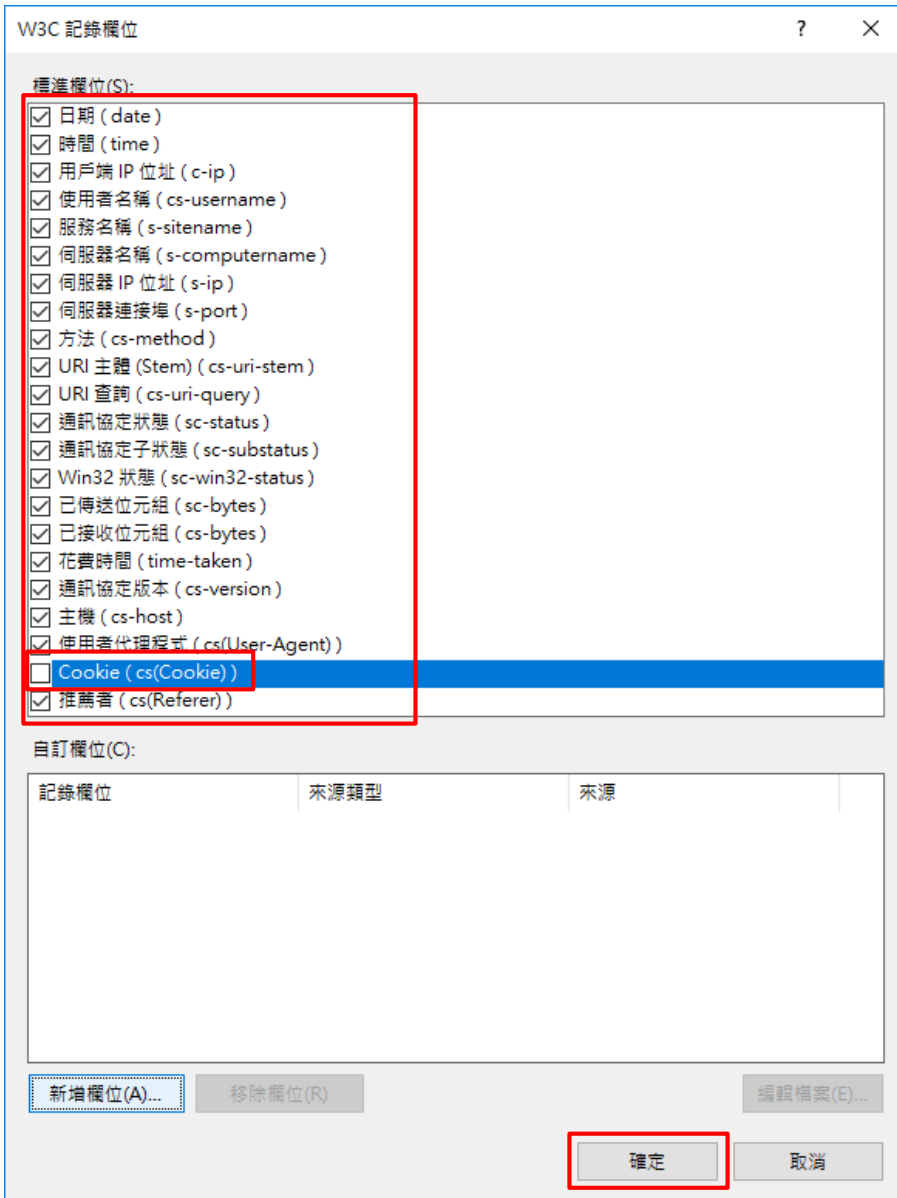 W3C 記錄欄位
標準欄位(S):
日期 ( date )
時間 ( time )
用戶端 IP 位址 ( c-ip )
使用者名稱 ( cs-username )
服務名稱 ( s-sitename )
伺服器名稱 ( s-computername )
伺服器 IP 位址 ( s-ip )
伺服器連接埠 ( s-port )
方法 ( cs-method )
URI 主體 (Stem) ( cs-uri-stem )
URI 查詢 ( cs-uri-query )
通訊協定狀態 ( sc-status )
通訊協定子狀態 ( sc-substatus )
Win32 狀態 ( sc-win32-status )
已傳送位元組 ( sc-bytes )
已接收位元組 ( cs-bytes )
花費時間 ( time-taken )
通訊協定版本 ( cs-version )
主機 ( cs-host )
使用者代理程式 ( cs(User-Agent) )
Cookie ( cs(Cookie) )
推薦者 ( cs(Referer) )
自訂欄位(C):
記錄欄位 來源類型 來源
新增欄位(A)... 移除欄位(R) 編輯檔案(E)...
確定 取消